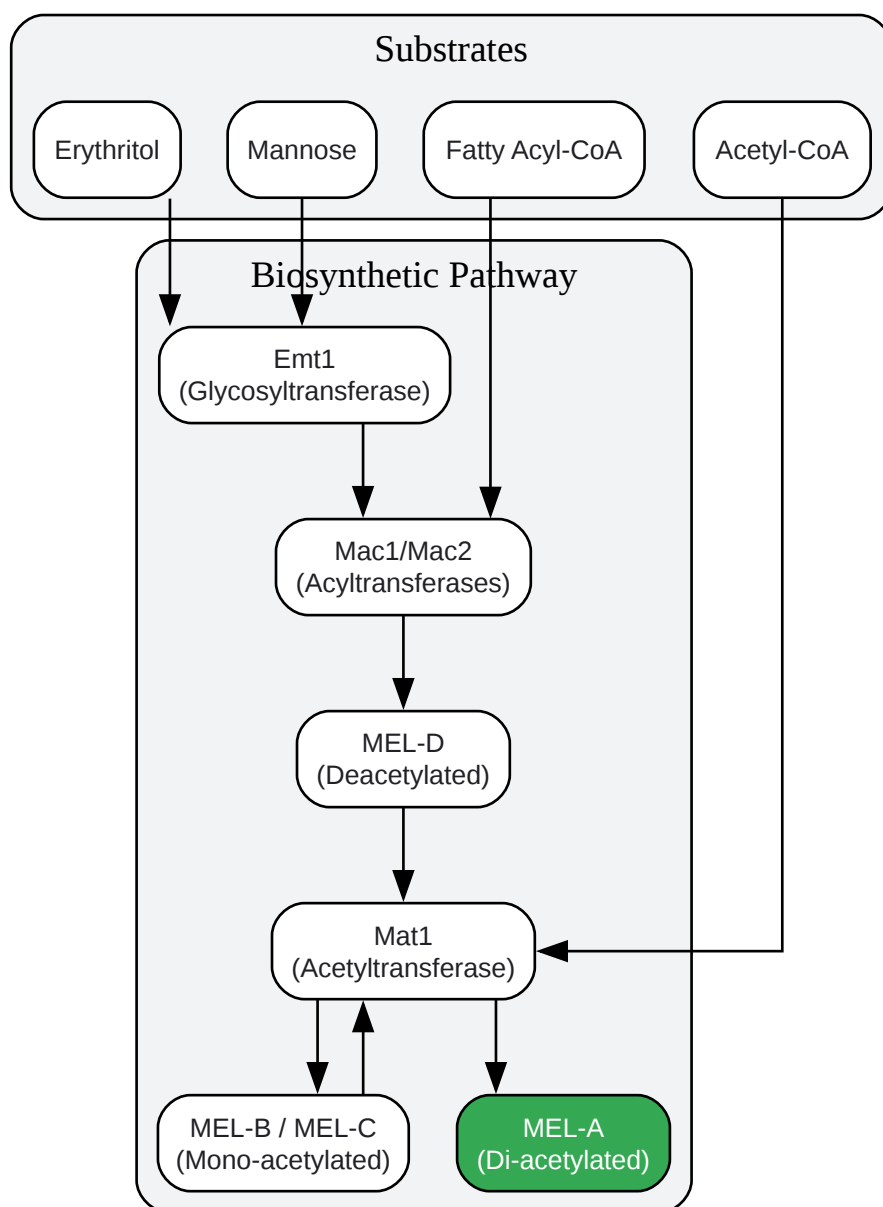 Substrates
Erythritol
Mannose
Fatty Acyl-CoA
Acetyl-CoA
Biosynthetic Pathway
Emt1
(Glycosyltransferase)
Mac1/Mac2
(Acyltransferases)
MEL-D
(Deacetylated)
Mat1
(Acetyltransferase)
MEL-B / MEL-C
(Mono-acetylated)
MEL-A
(Di-acetylated)